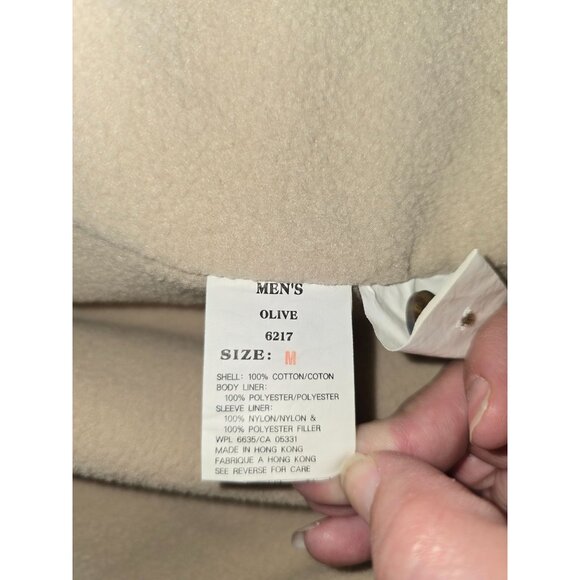 MEN'S
OLIVE
6217
SIZE: M
SHELL: 100% COTTON/COTON
BODY LINER:
100% POLYESTER/POLYESTER
SLEEVE LINER:
100% NYLON/NYLON &
100% POLYESTER FILLER
WPL 6635/CA 05331
MADE IN HONG KONG
FABRIQUE A HONG KONG
SEE REVERSE FOR CARE